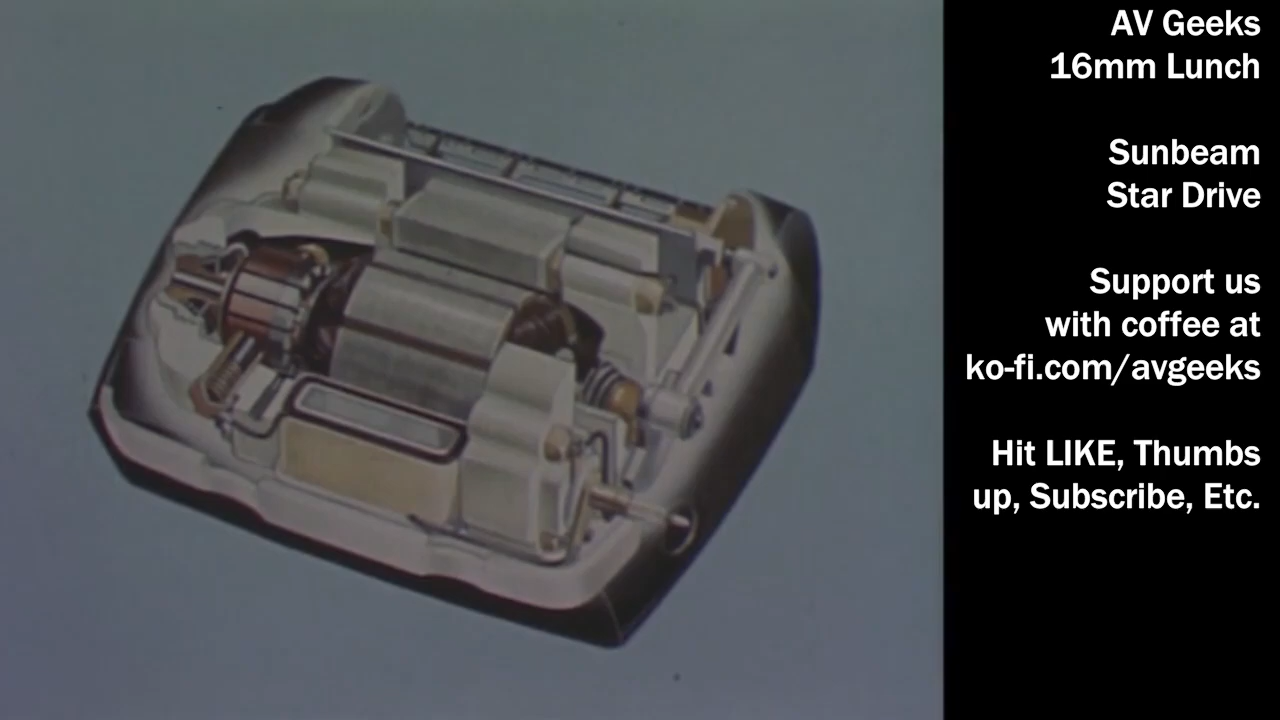 AV Geeks
16mm Lunch
Sunbeam
Star Drive
Support us
with coffee at
ko-fi.com/avgeeks
Hit LIKE, Thumbs
up, Subscribe, Etc.